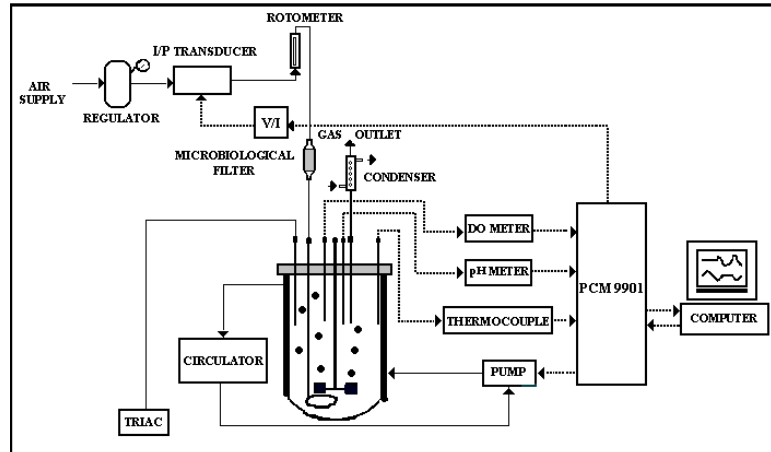 ROTOMETER
I/P TRANSDUCER
AIR
SUPPLY
REGULATOR
V/I
GAS OUTLET
MICROBIOLOGICAL
FILTER
CONDENSER
DO METER
pH METER
PCM 9901
THERMOCOUPLE
COMPUTER
CIRCULATOR
PUMP
TRIAC